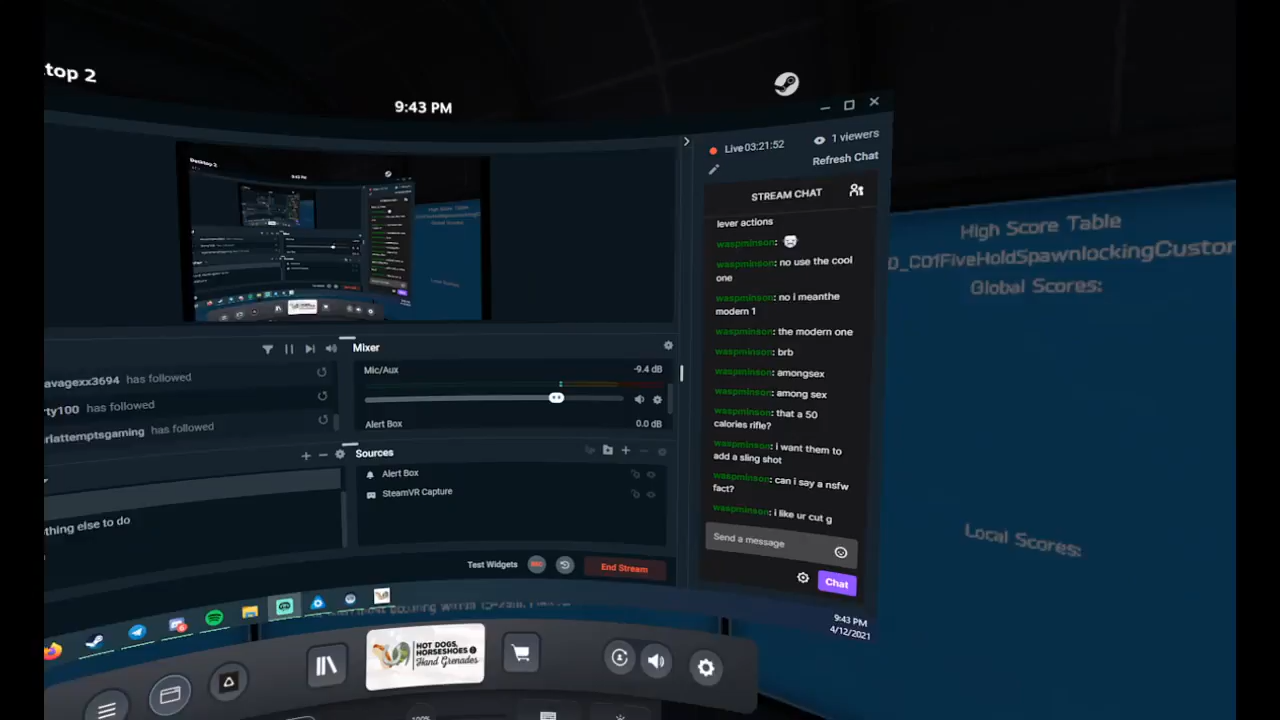 top 2
9:43 PM
Live 03:21:52
1 viewers
Refresh Chat
STREAM CHAT
lever actions
waspminson:
waspminson: no use the cool
one
waspminson: no i meanthe
modern 1
waspminson: the modern one
waspminson: brb
waspminson: amongsex
waspminson: among sex
waspminson: that a 50
calories rifle?
waspminson: i want them to
add a sling shot
waspminson: can i say a nsfw
fact?
waspminson: i like ur cut g
Send a message
Chat
9:43 PM
4/12/2021
Desktop 2
Mixer
Mic/Aux
-9.4 dB
Alert Box
0.0 dB
avagexx3694 has followed
rty100 has followed
rlattemptsgaming has followed
Sources
Alert Box
SteamVR Capture
thing else to do
Test Widgets
REC
End Stream
HOT DOGS,
HORSESHOES &
Hand Grenades
100%
High Score Table
0_C01FiveHoldSpawnlockingCustom
Global Scores:
Local Scores: